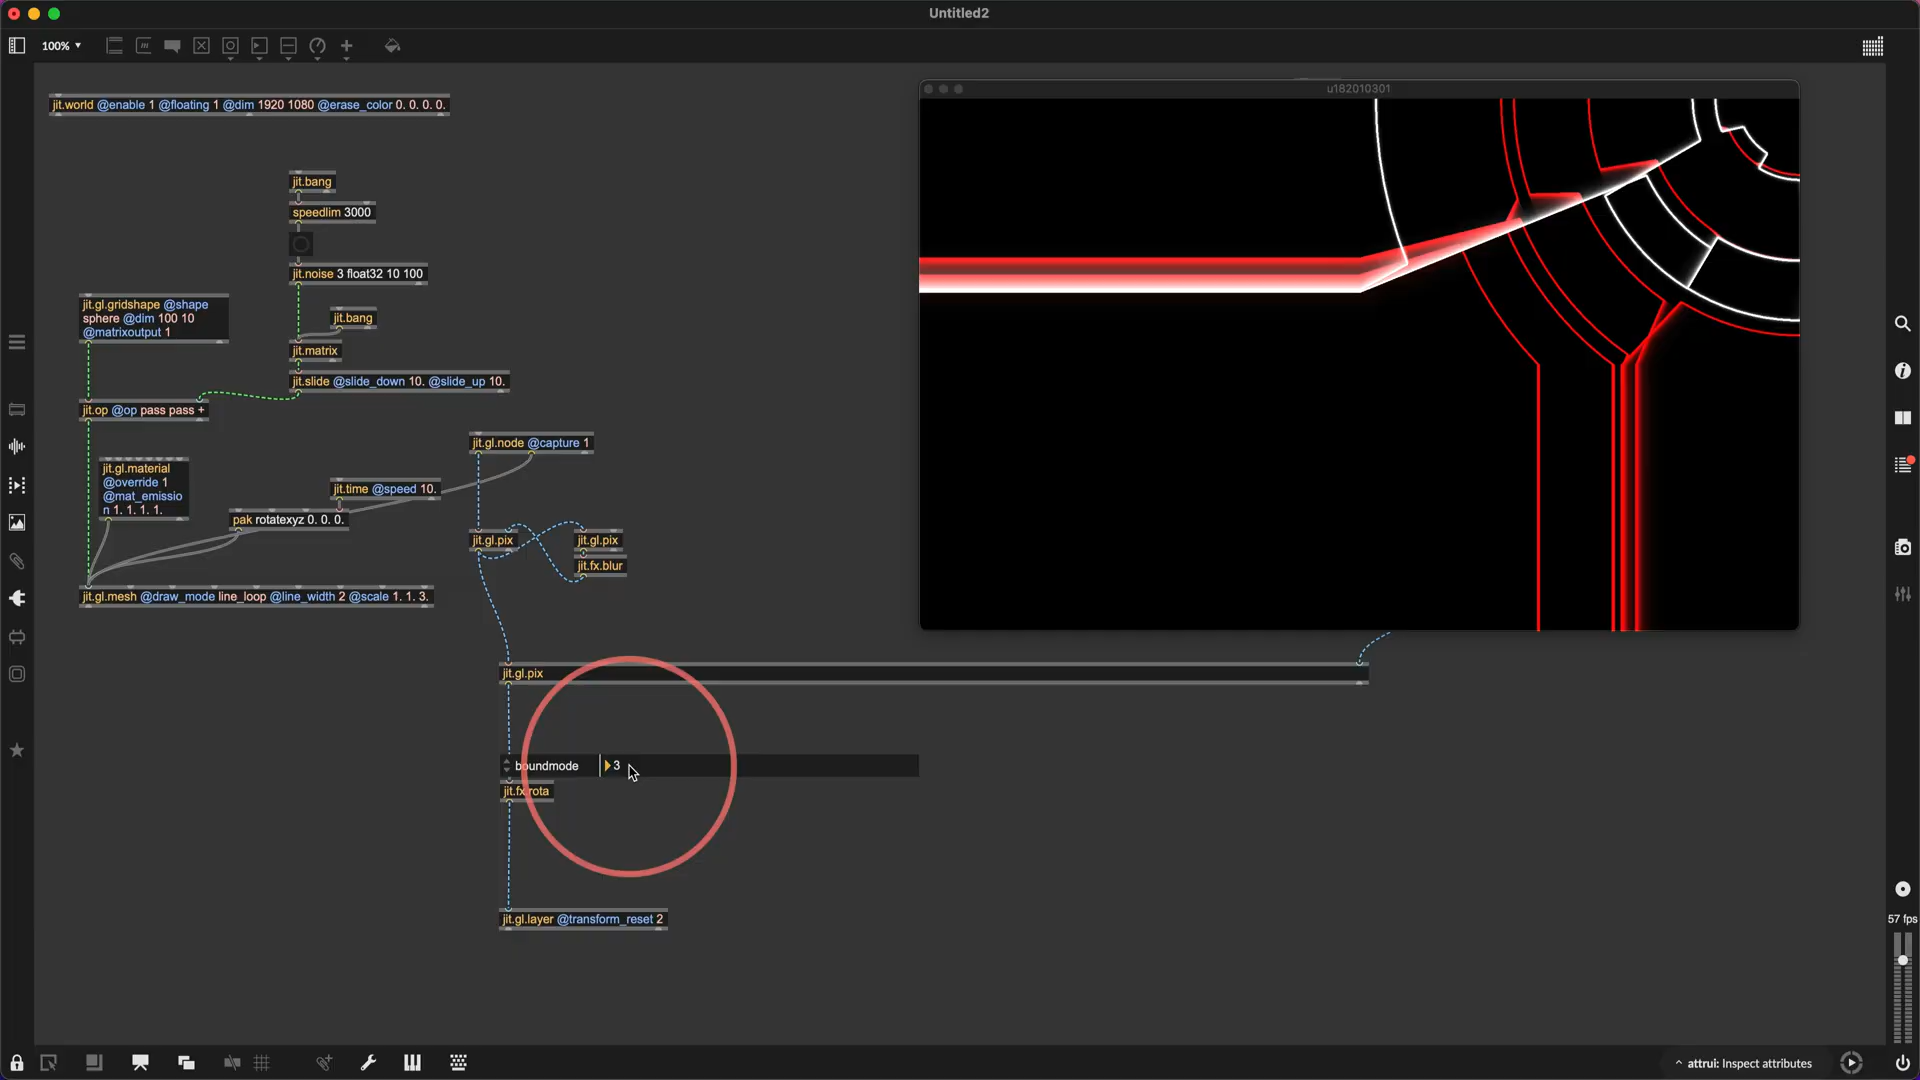 Untitled2
100%
jit.world @enable 1 @floating 1 @dim 1920 1080 @erase_color 0. 0. 0. 0.
u182010301
jit.bang
speedlim 3000
jit.noise 3 float32 10 100
jit.gl.gridshape @shape
sphere @dim 100 10
@matrixoutput 1
jit.bang
jit.matrix
jit.slide @slide_down 10. @slide_up 10.
jit.op @op pass pass +
jit.gl.node @capture 1
jit.gl.material
@override 1
@mat_emissio
n 1. 1. 1. 1.
jit.time @speed 10.
pak rotatexyz 0. 0. 0.
jit.gl.pix
jit.gl.pix
jit.fx.blur
jit.gl.mesh @draw_mode line_loop @line_width 2 @scale 1. 1. 3.
jit.gl.pix
boundmode 3
jit.fx.rota
jit.gl.layer @transform_reset 2
57 fps
attrui: Inspect attributes